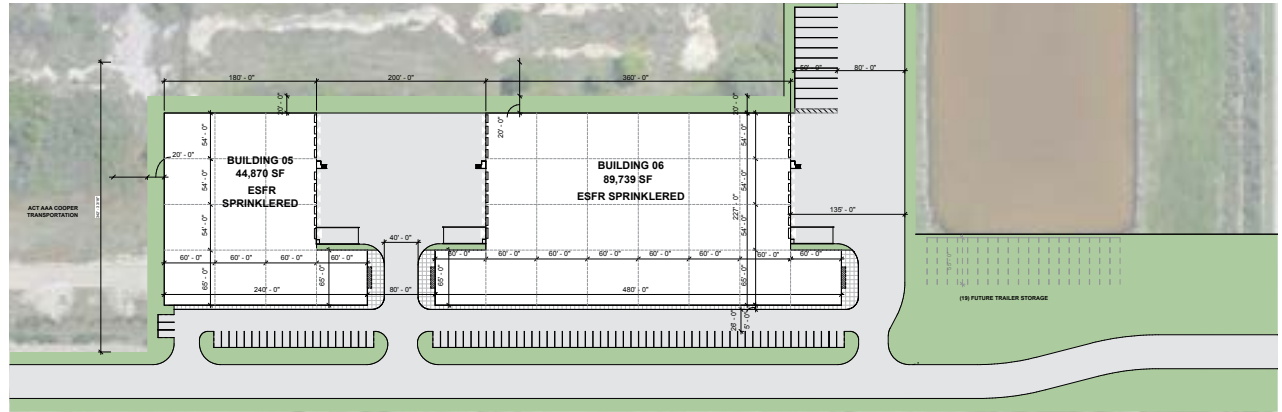 180' - 0"
200' - 0"
360' - 0"
50' - 0"
80' - 0"
20' - 0"
20' - 0"
20' - 0"
20' - 0"
54' - 0"
54' - 0"
54' - 0"
65' - 0"
BUILDING 05
44,870 SF
ESFR
SPRINKLERED
BUILDING 06
89,739 SF
ESFR SPRINKLERED
54' - 0"
54' - 0"
54' - 0"
227' - 0"
65' - 0"
135' - 0"
ACT AAA COOPER
TRANSPORTATION
40' - 0"
60' - 0"
60' - 0"
60' - 0"
60' - 0"
65' - 0"
60' - 0"
60' - 0"
60' - 0"
60' - 0"
60' - 0"
60' - 0"
60' - 0"
60' - 0"
65' - 0"
240' - 0"
80' - 0"
480' - 0"
28' - 0"
5' - 0"
(19) FUTURE TRAILER STORAGE